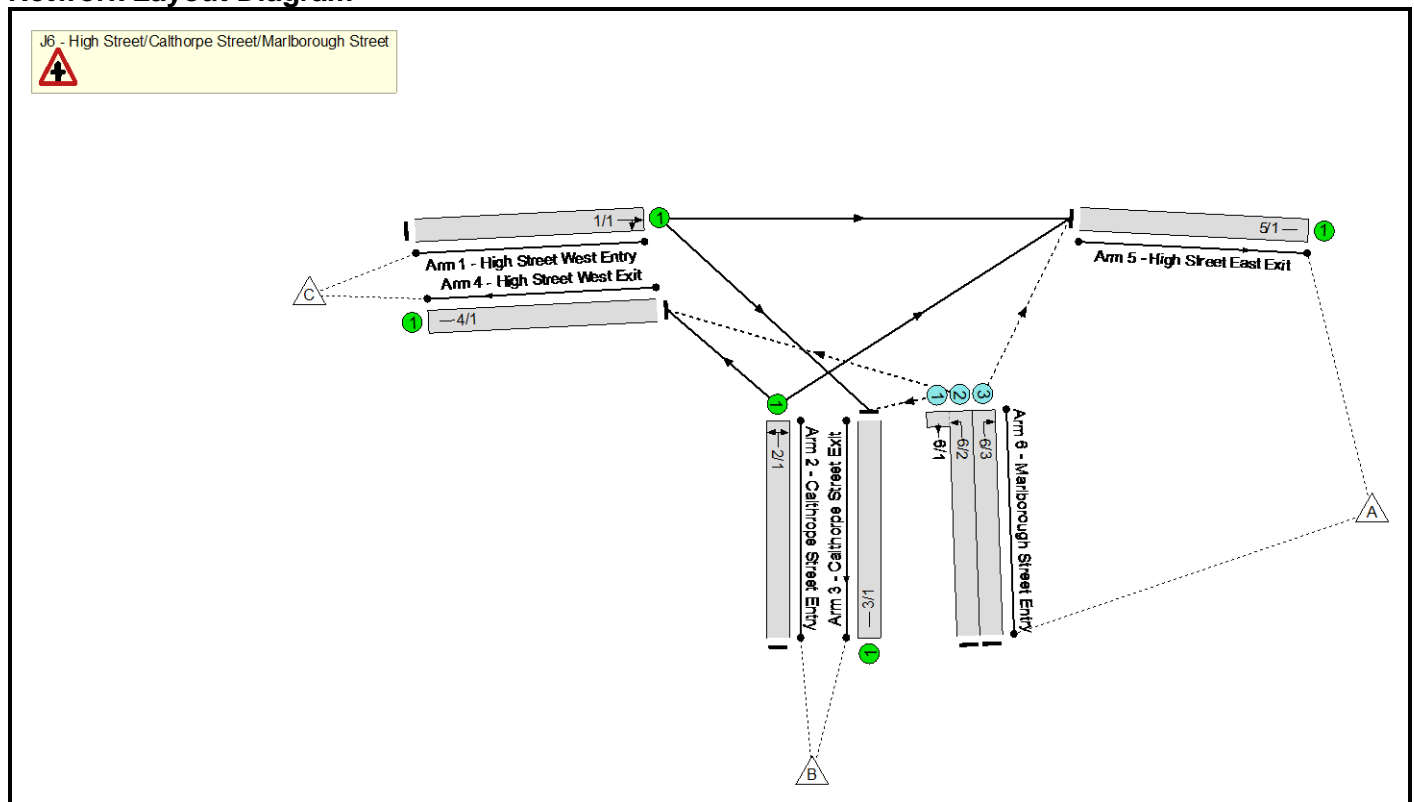 Network Layout Diagram
J6 - High Street/Calthorpe Street/Marlborough Street
1/1
1
5/1
1
Arm 1 - High Street West Entry
Arm 5 - High Street East Exit
Arm 4 - High Street West Exit
C
1
4/1
1
1
2
3
2/1
Arm 2 - Calthrope Street Entry
Arm 3 - Calthorpe Street Exit
3/1
1
6/1
6/2
6/3
Arm 6 - Marlborough Street Entry
A
B